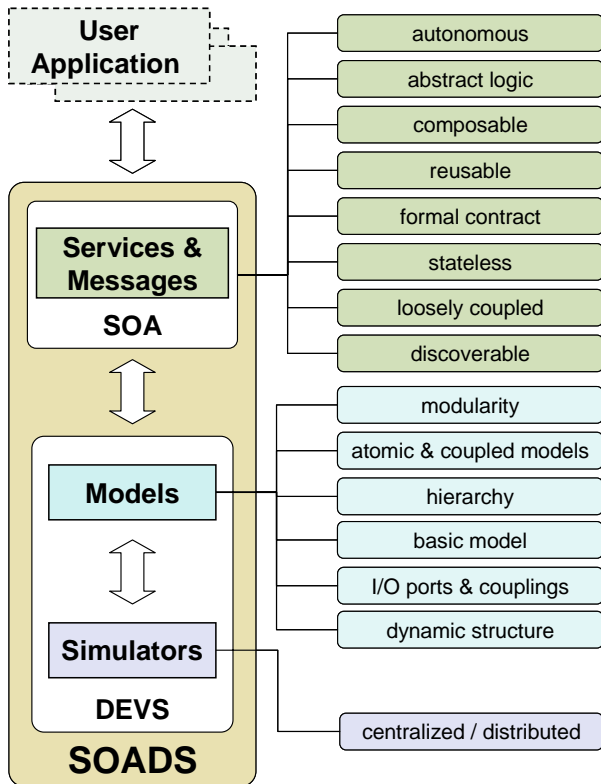 User
Application
Services &
Messages
SOA
Models
Simulators
DEVS
SOADS
autonomous
abstract logic
composable
reusable
formal contract
stateless
loosely coupled
discoverable
modularity
atomic & coupled models
hierarchy
basic model
I/O ports & couplings
dynamic structure
centralized / distributed